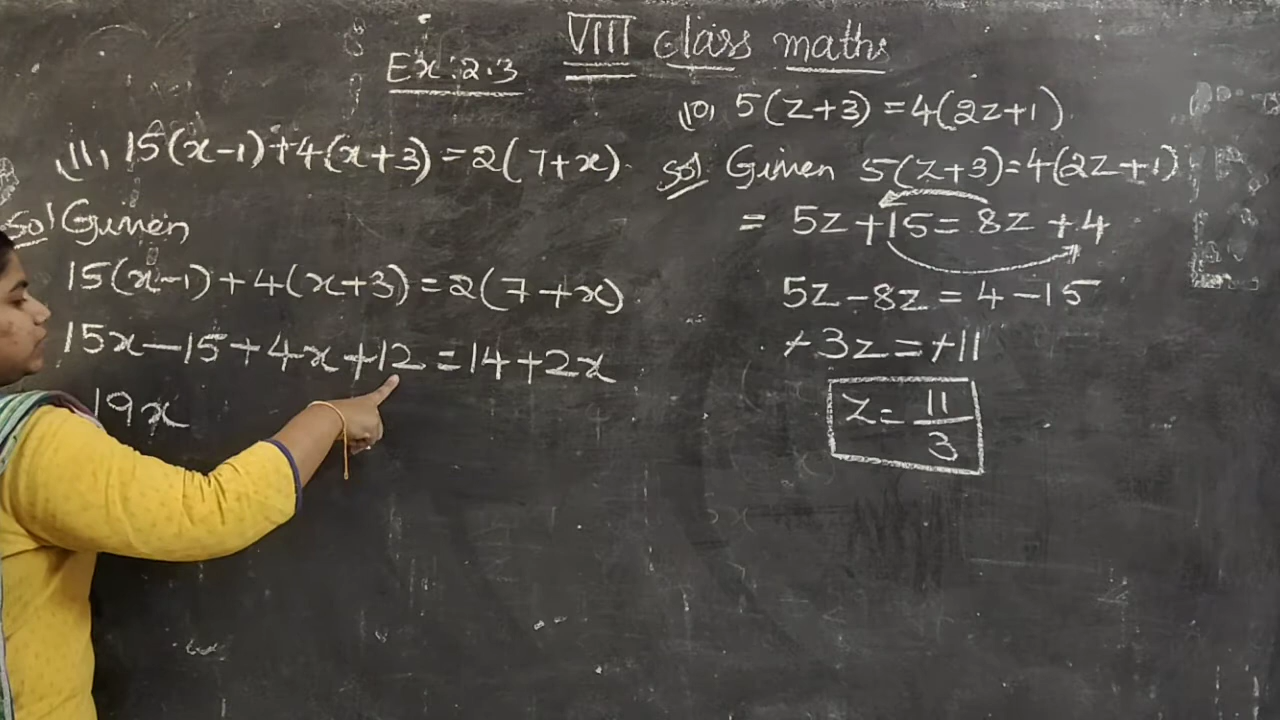 VIII class maths
Ex: 2.3
11, 15(x-1)+4(x+3)=2(7+x).
Sol Given
15(x-1)+4(x+3)=2(7+x)
15x-15+4x+12=14+2x
19x
10, 5(z+3)=4(2z+1)
Sol Given 5(z+3)=4(2z+1)
= 5z+15=8z+4
5z-8z=4-15
-3z=-11
z=11/3